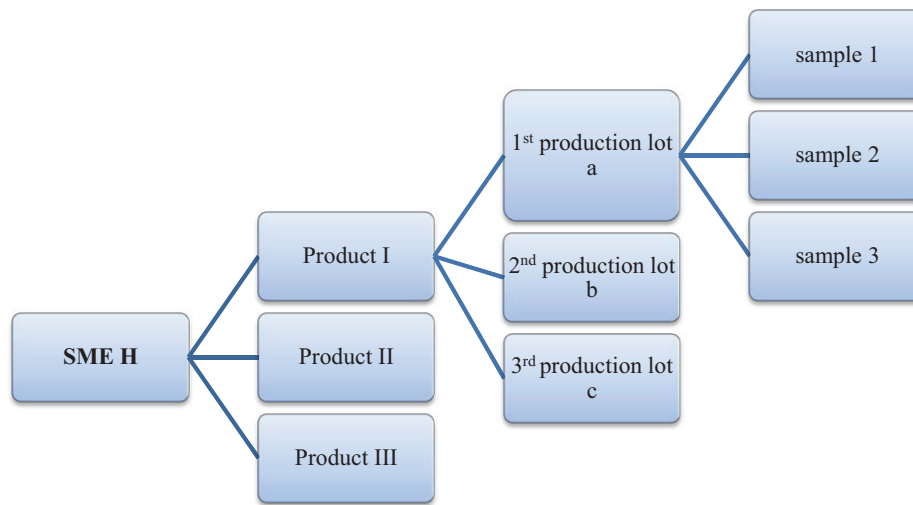 SME H
Product I
Product II
Product III
1st production lot
a
2nd production lot
b
3rd production lot
c
sample 1
sample 2
sample 3